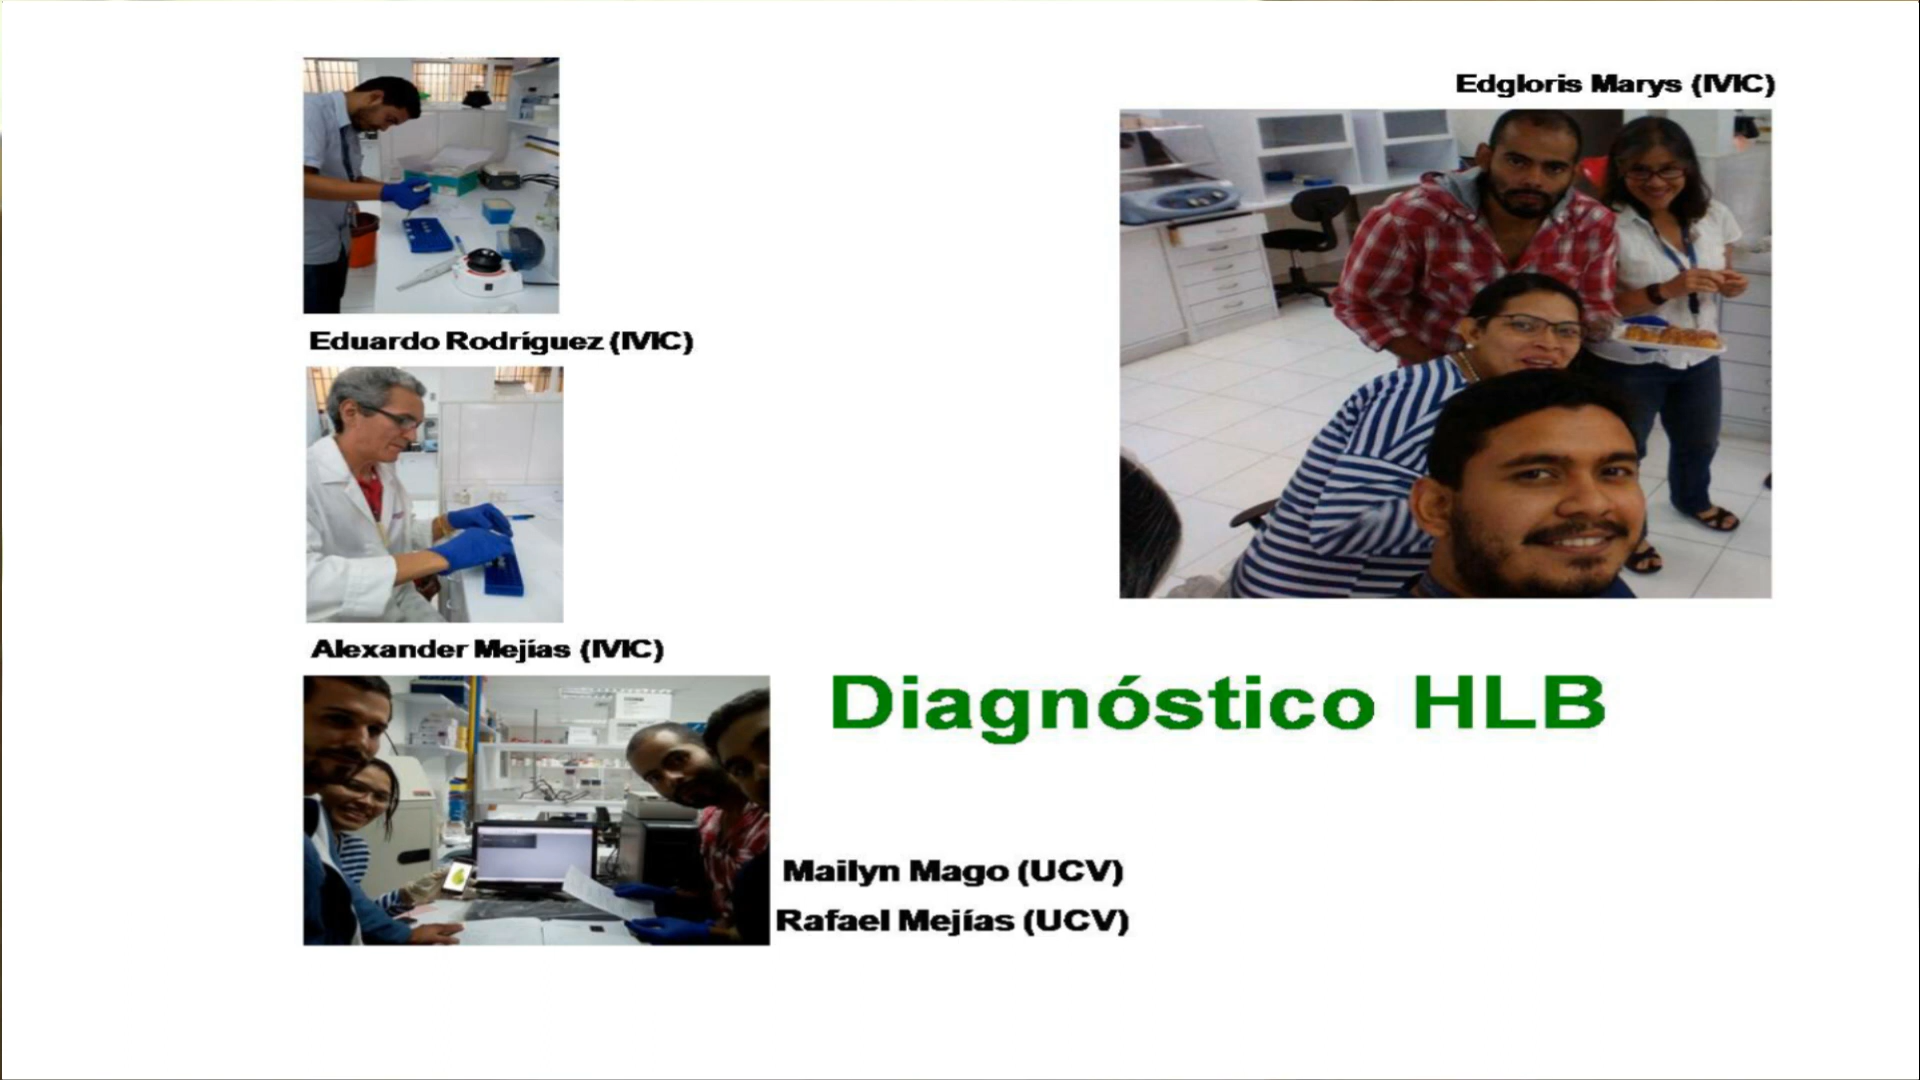 Edgloris Marys (IVIC)
Eduardo Rodríguez (IVIC)
Alexander Mejías (IVIC)
Diagnóstico HLB
Mailyn Mago (UCV)
Rafael Mejías (UCV)